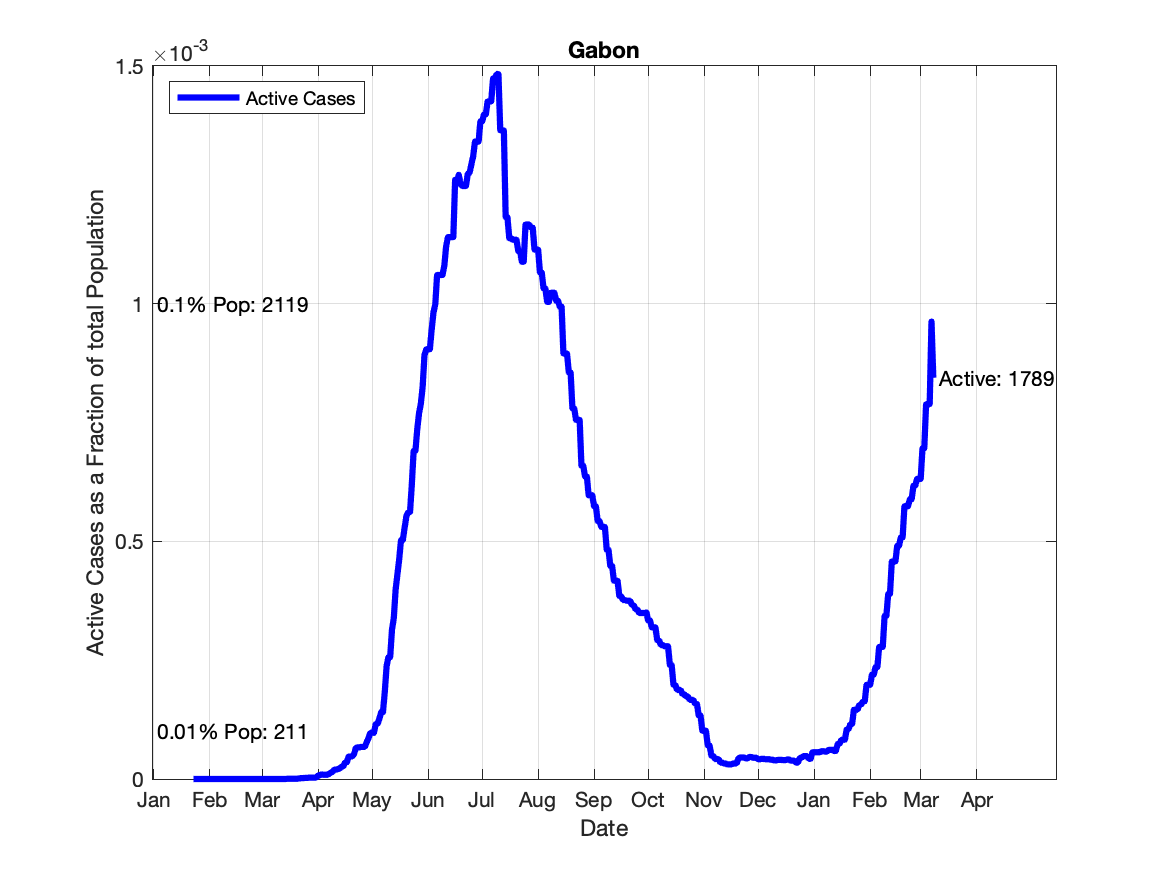 Gabon
×10-3
1.5
1
0.5
0
Active Cases
0.1% Pop: 2119
0.01% Pop: 211
Active: 1789
Active Cases as a Fraction of total Population
Jan Feb Mar Apr May Jun Jul Aug Sep Oct Nov Dec Jan Feb Mar Apr
Date